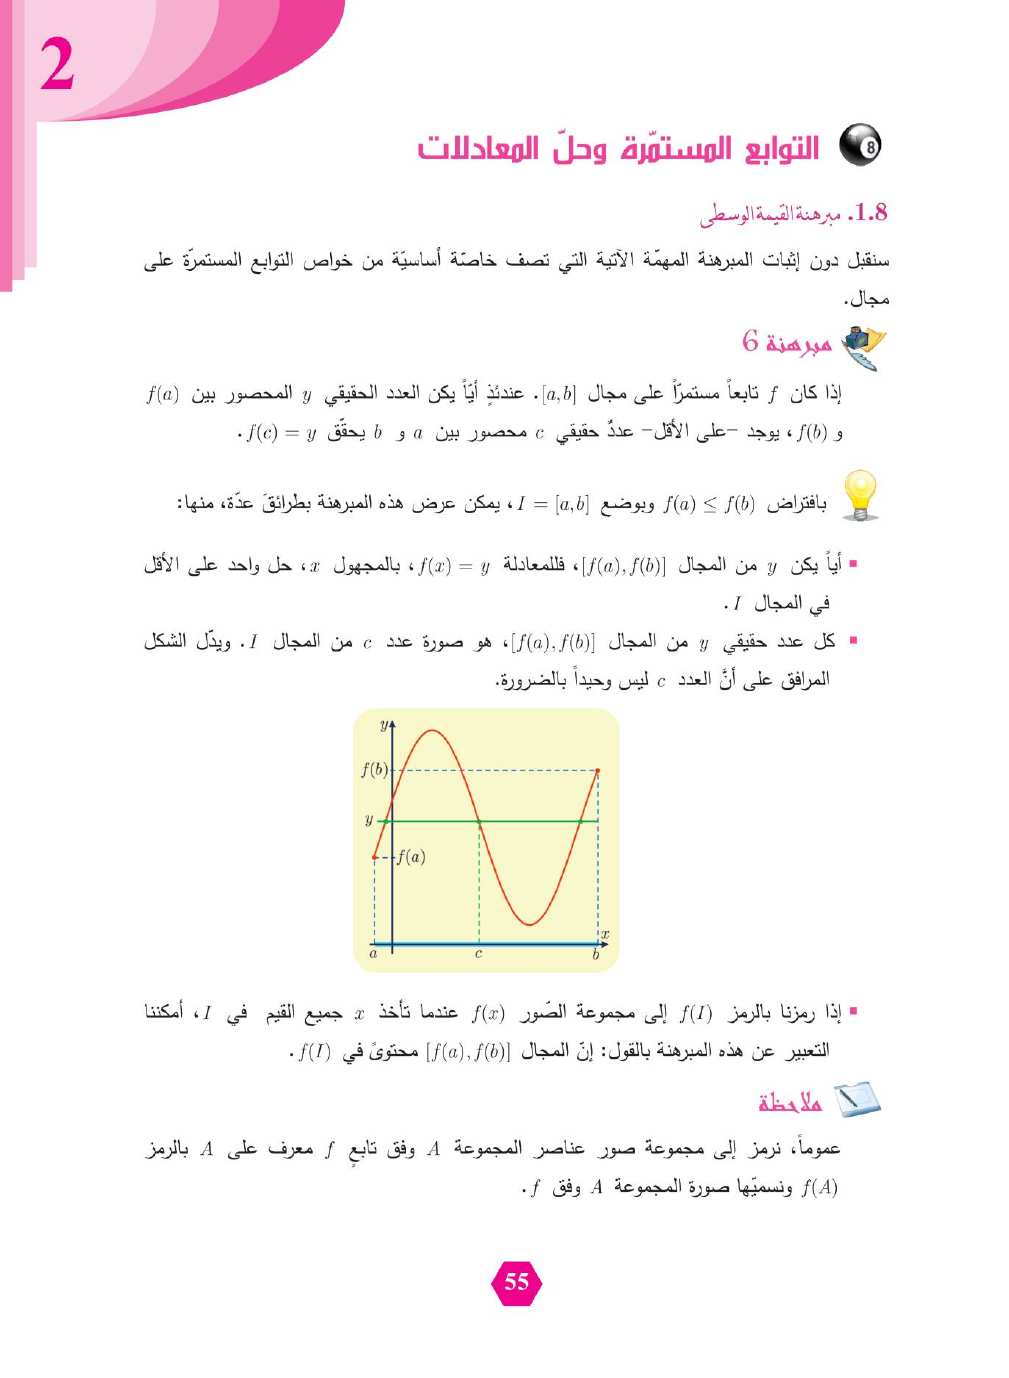 2
8 التوابع المستمرّة وحلّ المعادلات
1.8. مبرهنة القيمة الوسطى
سنقبل دون إثبات المبرهنة المهمّة الآتية التي تصف خاصّة أساسيّة من خواص التوابع المستمرّة على
مجال.
مبرهنة 6
إذا كان f تابعاً مستمرّاً على مجال [a,b]. عندئذٍ أيّاً يكن العدد الحقيقي y المحصور بين f(a)
و f(b)، يوجد -على الأقل- عددٌ حقيقي c محصور بين a و b يحقّق f(c) = y.
بافتراض f(a) ≤ f(b) وبوضع I = [a,b]، يمكن عرض هذه المبرهنة بطرائقَ عدّة، منها:
▪ أياً يكن y من المجال [f(a), f(b)]، فللمعادلة f(x) = y، بالمجهول x، حل واحد على الأقل
في المجال I.
▪ كل عدد حقيقي y من المجال [f(a), f(b)]، هو صورة عدد c من المجال I. ويدّل الشكل
المرافق على أنَّ العدد c ليس وحيداً بالضرورة.
y
f(b)
y
f(a)
x
a c b
▪ إذا رمزنا بالرمز f(I) إلى مجموعة الصّور f(x) عندما تأخذ x جميع القيم في I، أمكننا
التعبير عن هذه المبرهنة بالقول: إنّ المجال [f(a), f(b)] محتوىً في f(I).
ملاحظة
عموماً، نرمز إلى مجموعة صور عناصر المجموعة A وفق تابعٍ f معرف على A بالرمز
f(A) ونسميّها صورة المجموعة A وفق f.
55